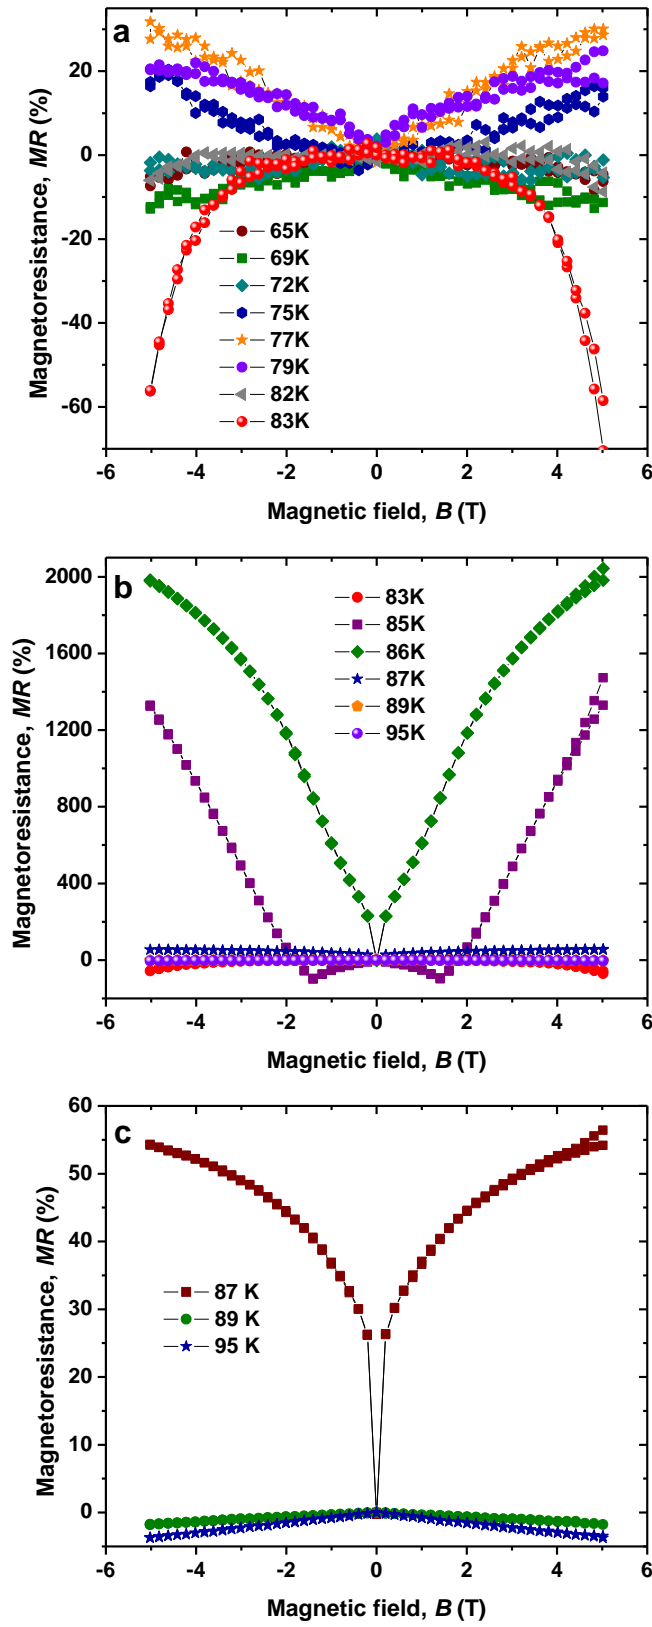 a
Magnetoresistance, MR (%)
20
0
-20
-40
-60
65K
69K
72K
75K
77K
79K
82K
83K
-6 -4 -2 0 2 4 6
Magnetic field, B (T)
b
Magnetoresistance, MR (%)
2000
1600
1200
800
400
0
83K
85K
86K
87K
89K
95K
-6 -4 -2 0 2 4 6
Magnetic field, B (T)
c
Magnetoresistance, MR (%)
60
50
40
30
20
10
0
87 K
89 K
95 K
-6 -4 -2 0 2 4 6
Magnetic field, B (T)